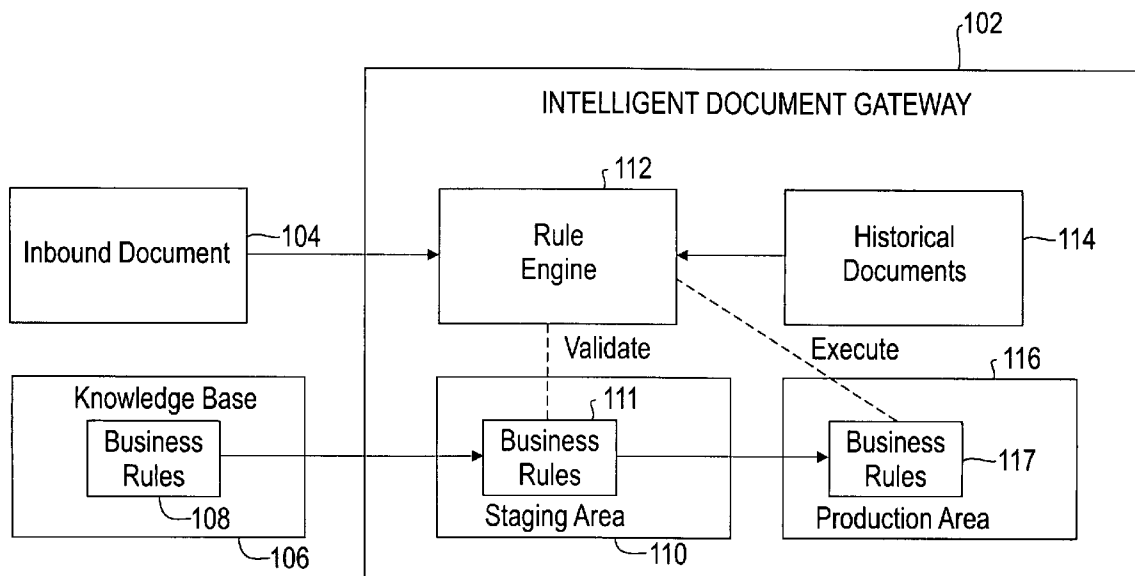 102
INTELLIGENT DOCUMENT GATEWAY
112
Inbound Document
104
Rule
Engine
Historical
Documents
114
Validate
Execute
116
Knowledge Base
Business
Rules
108
106
111
Business
Rules
Staging Area
110
Business
Rules
117
Production Area